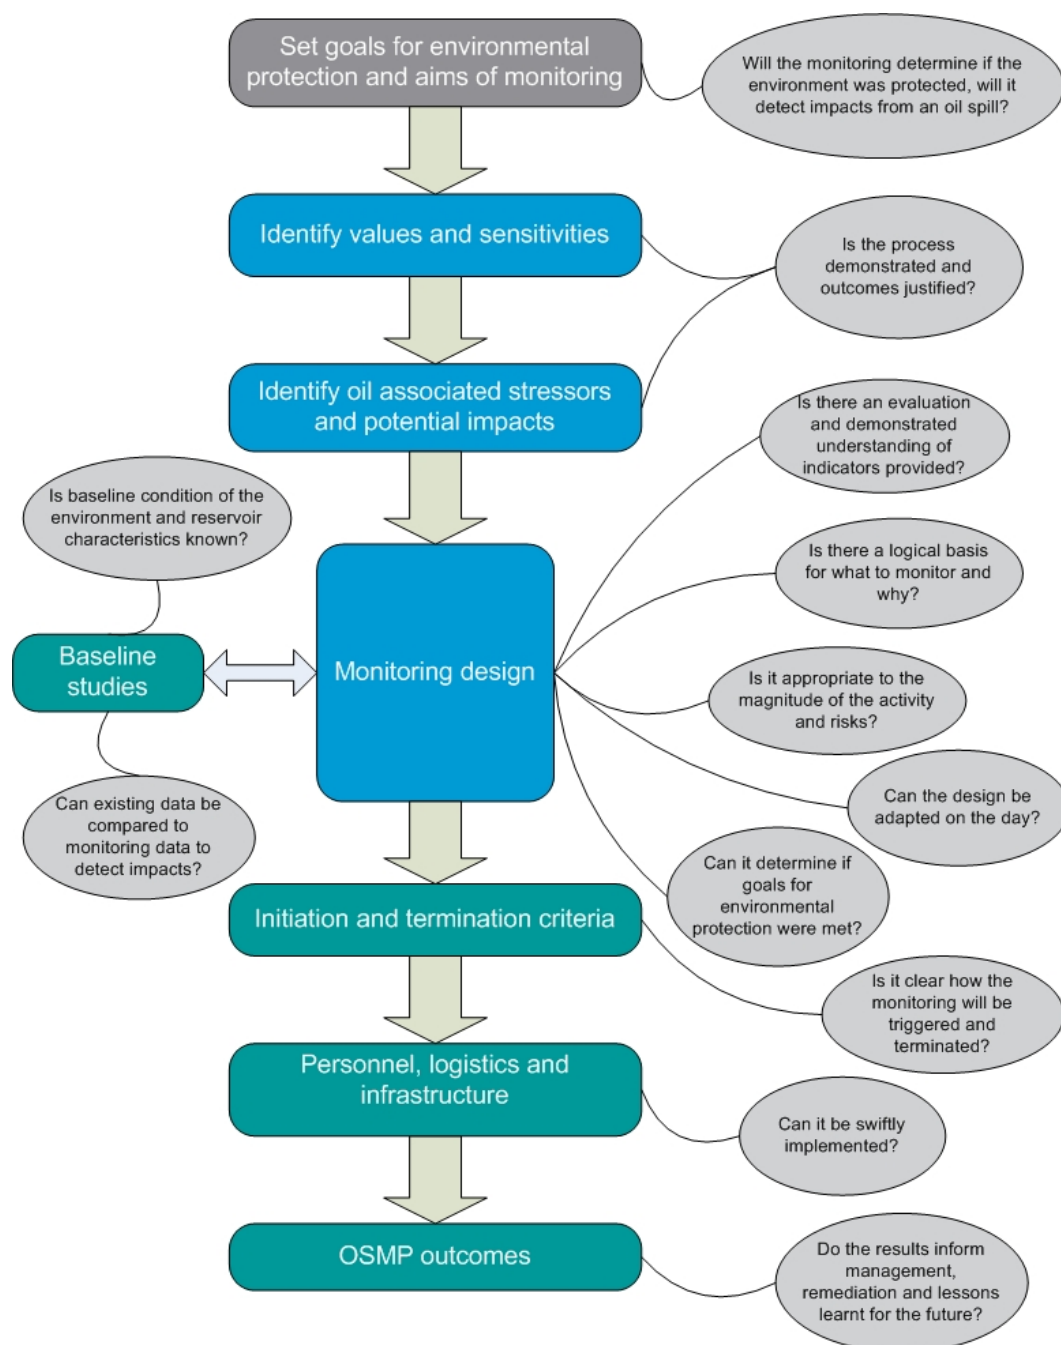 Set goals for environmental
protection and aims of monitoring
Will the monitoring determine if the
environment was protected, will it
detect impacts from an oil spill?
Identify values and sensitivities
Is the process
demonstrated and
outcomes justified?
Identify oil associated stressors
and potential impacts
Is there an evaluation
and demonstrated
understanding of
indicators provided?
Is baseline condition of the
environment and reservoir
characteristics known?
Is there a logical basis
for what to monitor and
why?
Baseline
studies
Monitoring design
Is it appropriate to the
magnitude of the activity
and risks?
Can existing data be
compared to
monitoring data to
detect impacts?
Can the design be
adapted on the day?
Can it determine if
goals for
environmental
protection were met?
Initiation and termination criteria
Is it clear how the
monitoring will be
triggered and
terminated?
Personnel, logistics and
infrastructure
Can it be swiftly
implemented?
OSMP outcomes
Do the results inform
management,
remediation and lessons
learnt for the future?